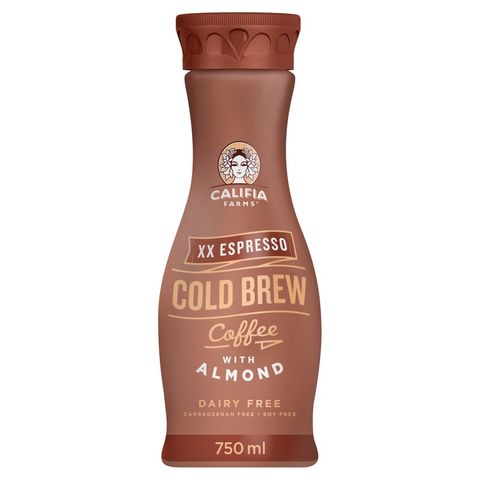 CALIFIA
FARMS®
XX ESPRESSO
COLD BREW
Coffee
WITH
ALMOND
DAIRY FREE
CARRAGEENAN FREE • SOY FREE
750 ml